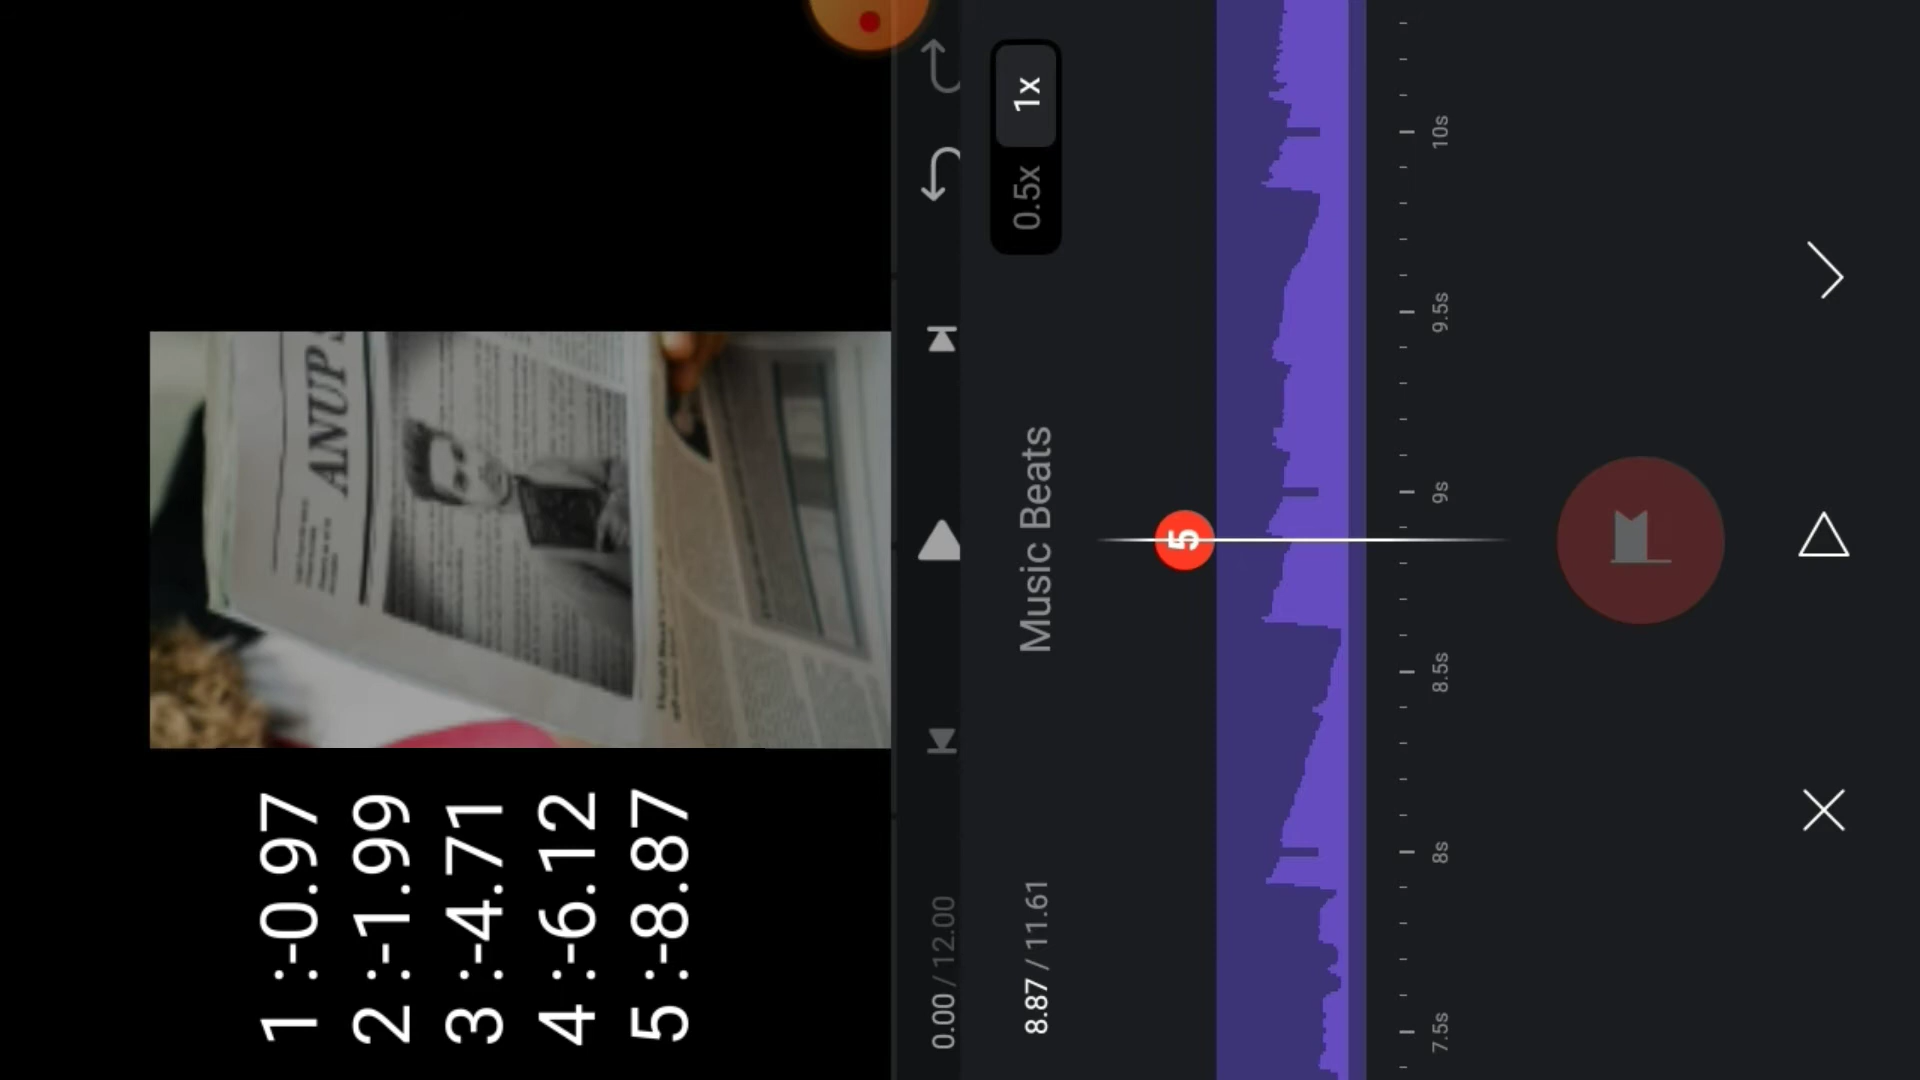 ANUP
1 :-0.97
2 :-1.99
3 :-4.71
4 :-6.12
5 :-8.87
0.00 / 12.00
1x
0.5x
Music Beats
8.87 / 11.61
5
7.5s
8s
8.5s
9s
9.5s
10s